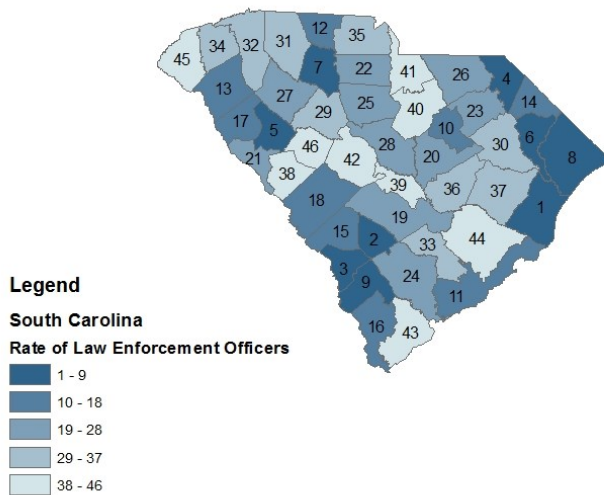 12 35
45 34 32 31
7 22 41 26 4
13 27 25 40 14
17 5 29 10 23 6
21 46 42 28 20 30 8
38 39 36 37 1
18 19
15 2 33 44
3 9 24 11
16 43
Legend
South Carolina
Rate of Law Enforcement Officers
1 - 9
10 - 18
19 - 28
29 - 37
38 - 46